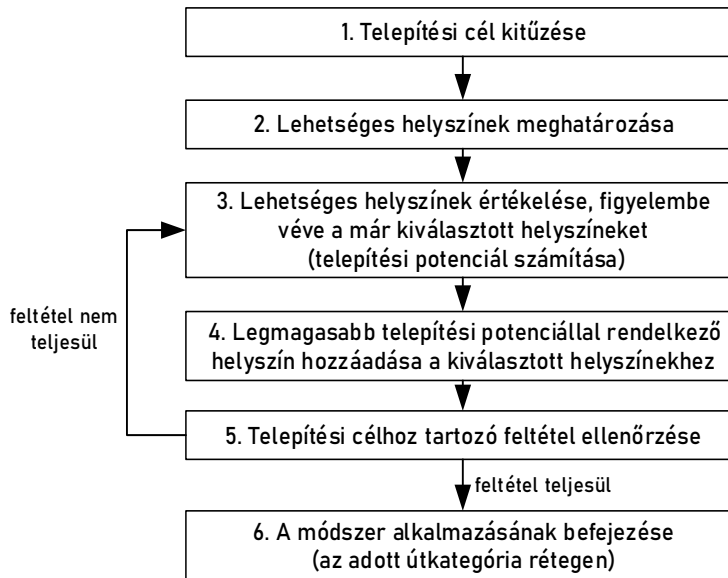 1. Telepítési cél kitűzése
2. Lehetséges helyszínek meghatározása
3. Lehetséges helyszínek értékelése, figyelembe
véve a már kiválasztott helyszíneket
(telepítési potenciál számítása)
feltétel nem
teljesül
4. Legmagasabb telepítési potenciállal rendelkező
helyszín hozzáadása a kiválasztott helyszínekhez
5. Telepítési célhoz tartozó feltétel ellenőrzése
feltétel teljesül
6. A módszer alkalmazásának befejezése
(az adott útkategória rétegen)